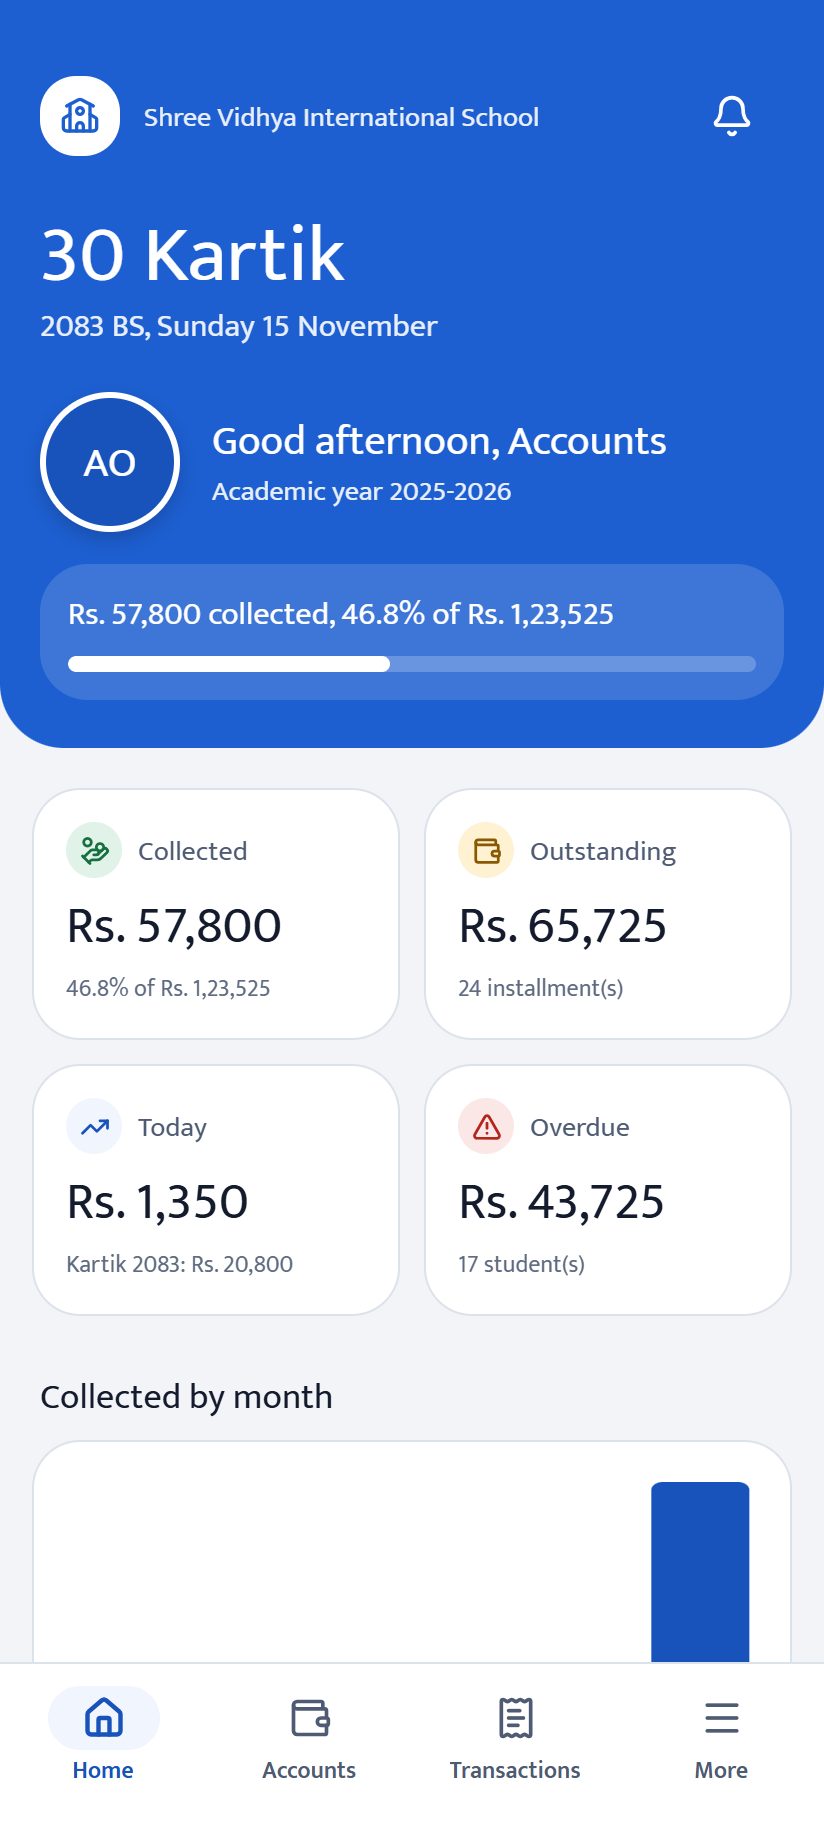 Shree Vidhya International School
30 Kartik
2083 BS, Sunday 15 November
AO
Good afternoon, Accounts
Academic year 2025-2026
Rs. 57,800 collected, 46.8% of Rs. 1,23,525
Collected
Rs. 57,800
46.8% of Rs. 1,23,525
Outstanding
Rs. 65,725
24 installment(s)
Today
Rs. 1,350
Kartik 2083: Rs. 20,800
Overdue
Rs. 43,725
17 student(s)
Collected by month
Home
Accounts
Transactions
More